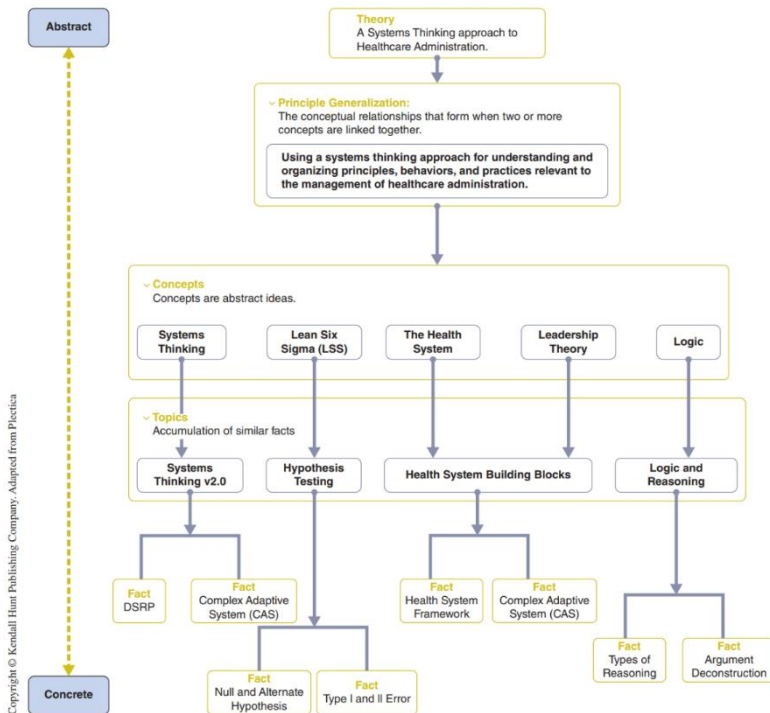 Abstract
Theory
A Systems Thinking approach to
Healthcare Administration.
Principle Generalization:
The conceptual relationships that form when two or more
concepts are linked together.
Using a systems thinking approach for understanding and
organizing principles, behaviors, and practices relevant to
the management of healthcare administration.
Concepts
Concepts are abstract ideas.
Systems
Thinking
Lean Six
Sigma (LSS)
The Health
System
Leadership
Theory
Logic
Topics
Accumulation of similar facts
Systems
Thinking v2.0
Hypothesis
Testing
Health System Building Blocks
Logic and
Reasoning
Fact
DSRP
Fact
Complex Adaptive
System (CAS)
Fact
Health System
Framework
Fact
Complex Adaptive
System (CAS)
Fact
Null and Alternate
Hypothesis
Fact
Type I and II Error
Fact
Types of
Reasoning
Fact
Argument
Deconstruction
Concrete
Copyright © Kendall Hunt Publishing Company. Adapted from Plectica